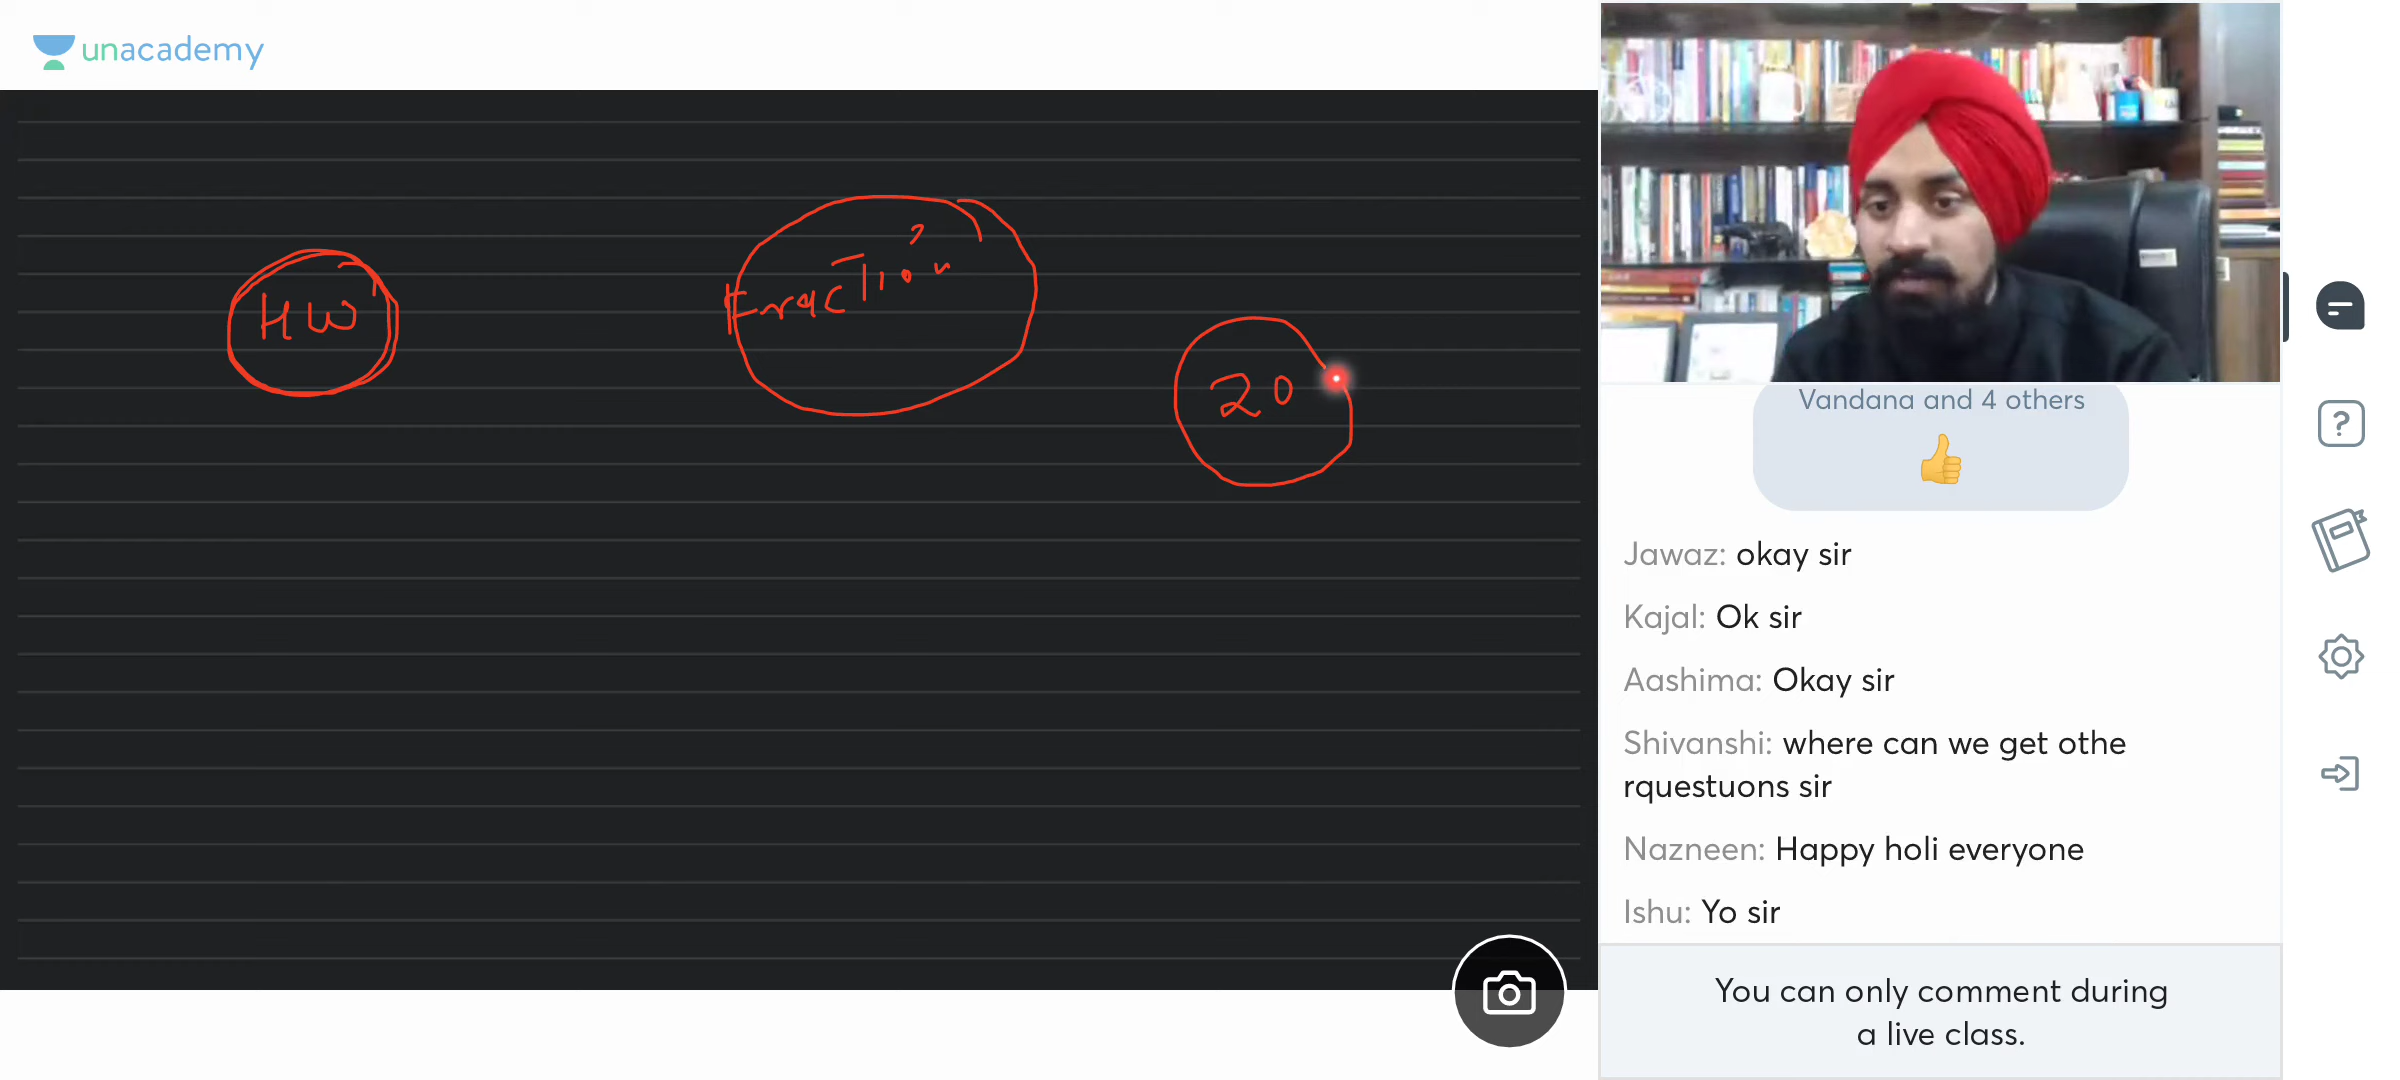 unacademy
HW
Fraction
20
Vandana and 4 others
Jawaz: okay sir
Kajal: Ok sir
Aashima: Okay sir
Shivanshi: where can we get othe
rquestuons sir
Nazneen: Happy holi everyone
Ishu: Yo sir
You can only comment during
a live class.